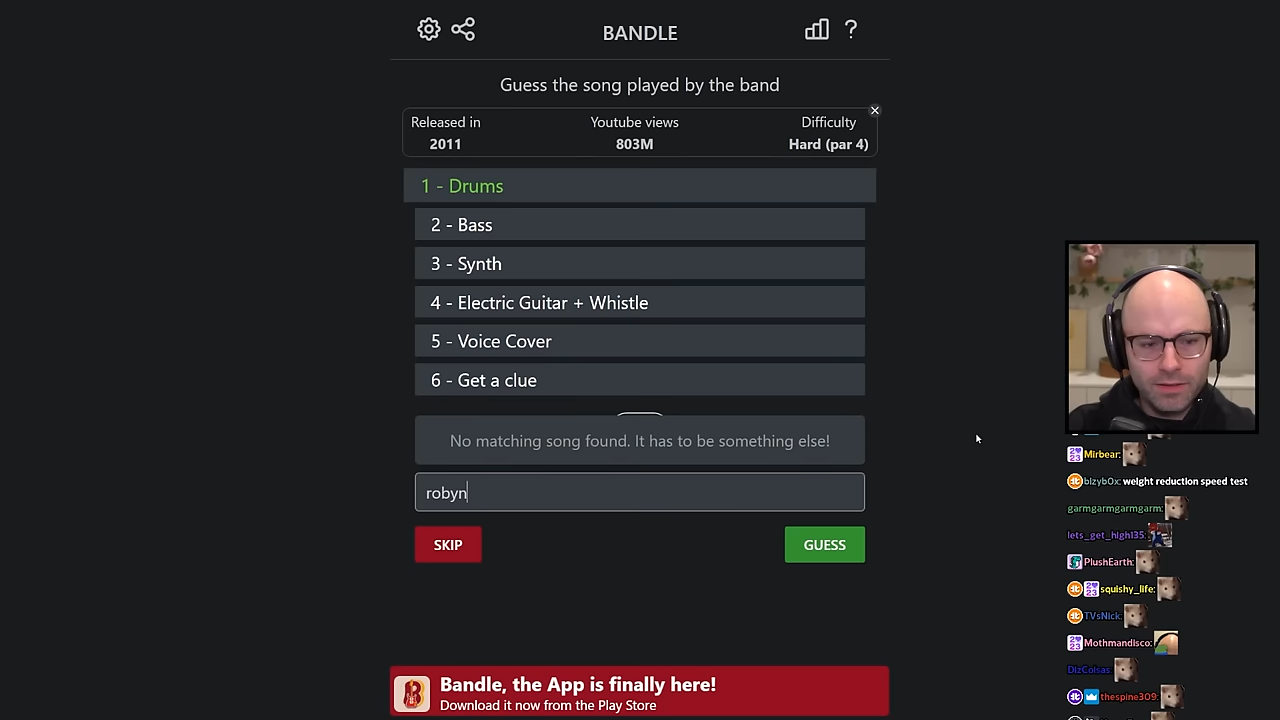 BANDLE
?
Guess the song played by the band
Released in
2011
Youtube views
803M
Difficulty
Hard (par 4)
1 - Drums
2 - Bass
3 - Synth
4 - Electric Guitar + Whistle
5 - Voice Cover
6 - Get a clue
No matching song found. It has to be something else!
robyn
SKIP
GUESS
Bandle, the App is finally here!
Download it now from the Play Store
Mirbear:
blzyb0x: weight reduction speed test
garmgarmgarmgarm:
lets_get_high135:
PlushEarth:
squishy_life:
TVsNick:
Mothmandisco:
DizCoisas:
thespine309: